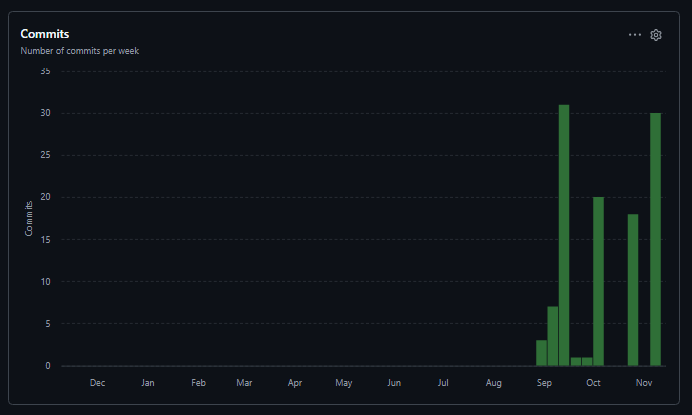 Commits
Number of commits per week
35
30
25
20
15
10
5
0
Commits
Dec Jan Feb Mar Apr May Jun Jul Aug Sep Oct Nov